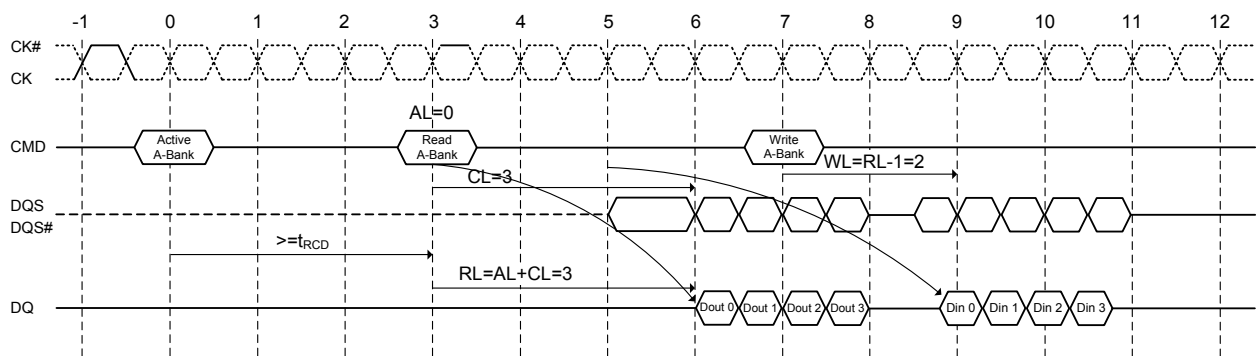 -1 0 1 2 3 4 5 6 7 8 9 10 11 12
CK#
CK
AL=0
CMD
Active
A-Bank
Read
A-Bank
Write
A-Bank
CL=3
WL=RL-1=2
DQS
DQS#
>=tRCD
RL=AL+CL=3
DQ
Dout 0 Dout 1 Dout 2 Dout 3 Din 0 Din 1 Din 2 Din 3